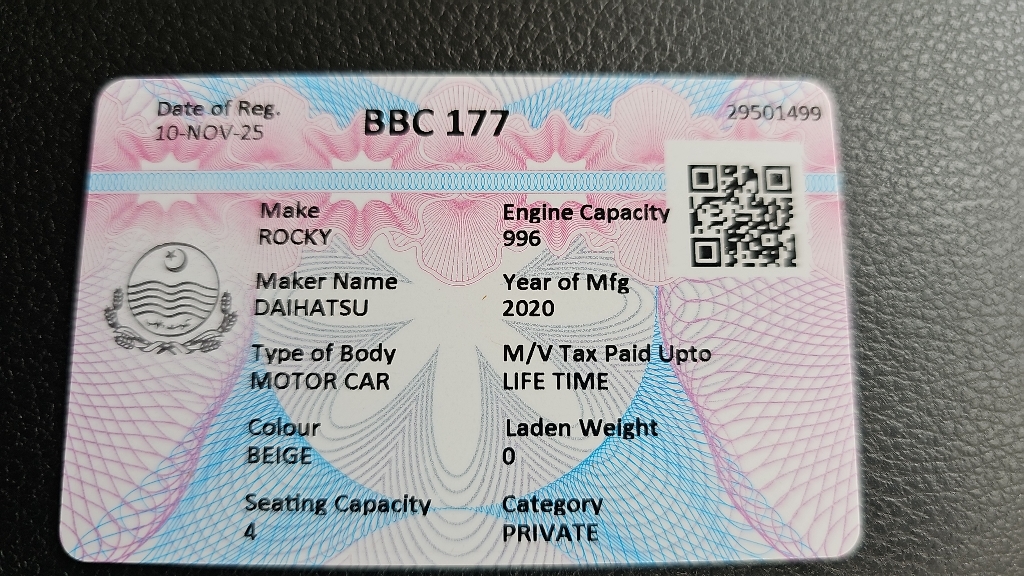 Date of Reg.
10-NOV-25
BBC 177
29501499
Make
ROCKY
Engine Capacity
996
Maker Name
DAIHATSU
Year of Mfg
2020
Type of Body
MOTOR CAR
M/V Tax Paid Upto
LIFE TIME
Colour
BEIGE
Laden Weight
0
Seating Capacity
4
Category
PRIVATE